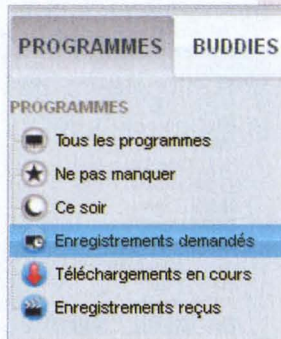 PROGRAMMES BUDDIES
PROGRAMMES
Tous les programmes
Ne pas manquer
Ce soir
Enregistrements demandés
Téléchargements en cours
Enregistrements reçus